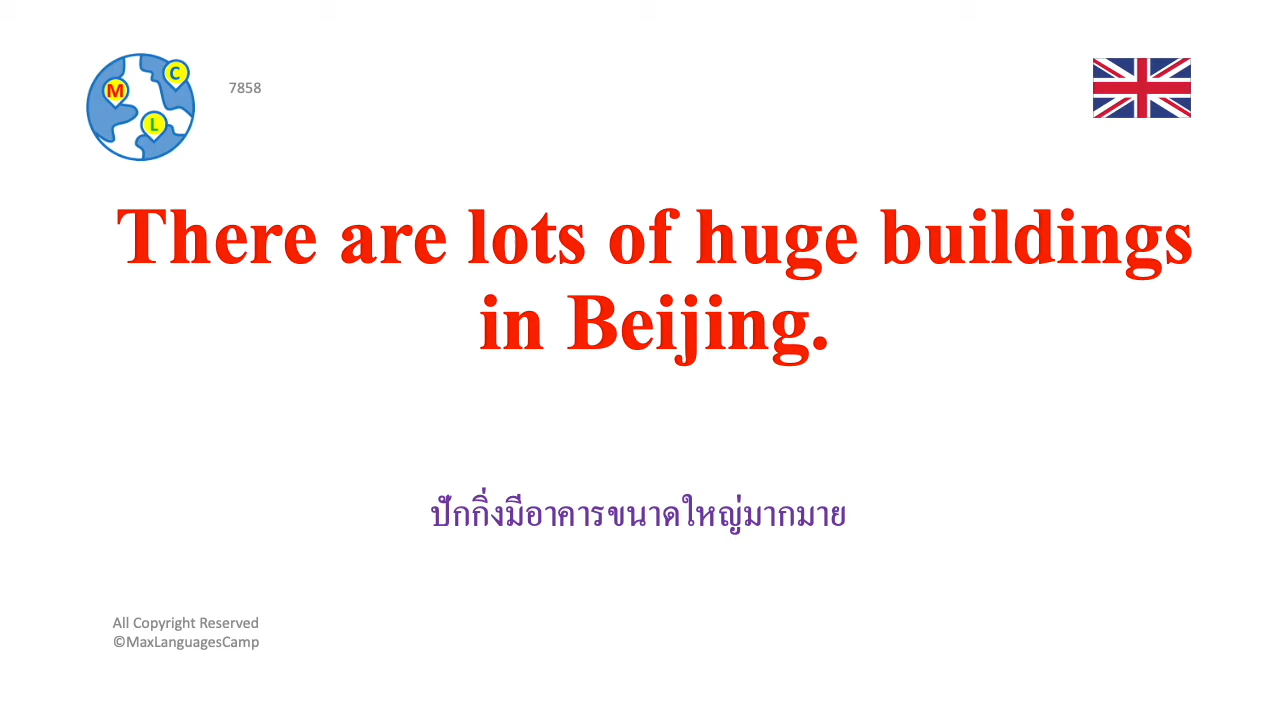 M
C
L
7858
There are lots of huge buildings
in Beijing.
ปักกิ่งมีอาคารขนาดใหญ่มากมาย
All Copyright Reserved
©MaxLanguagesCamp